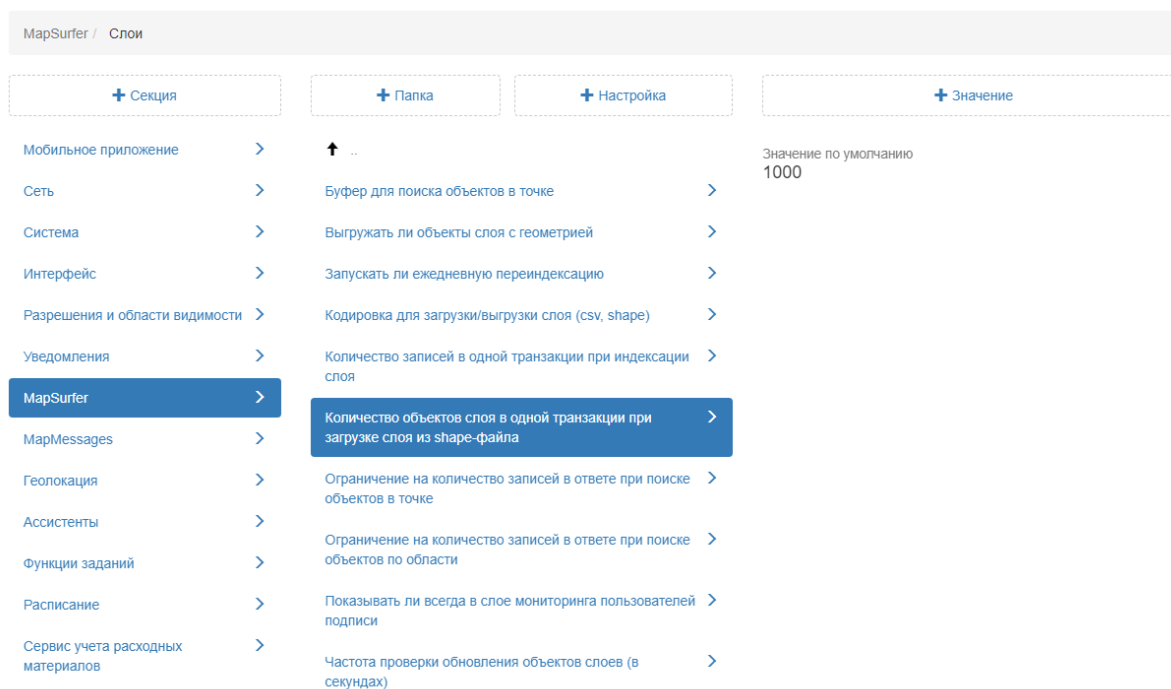 MapSurfer / Слои
+ Секция
+ Папка
+ Настройка
+ Значение
Мобильное приложение
Сеть
Система
Интерфейс
Разрешения и области видимости
Уведомления
MapSurfer
MapMessages
Геолокация
Ассистенты
Функции заданий
Расписание
Сервис учета расходных
материалов
..
Буфер для поиска объектов в точке
Выгружать ли объекты слоя с геометрией
Запускать ли ежедневную переиндексацию
Кодировка для загрузки/выгрузки слоя (csv, shape)
Количество записей в одной транзакции при индексации
слоя
Количество объектов слоя в одной транзакции при
загрузке слоя из shape-файла
Ограничение на количество записей в ответе при поиске
объектов в точке
Ограничение на количество записей в ответе при поиске
объектов по области
Показывать ли всегда в слое мониторинга пользователей
подписи
Частота проверки обновления объектов слоев (в
секундах)
Значение по умолчанию
1000